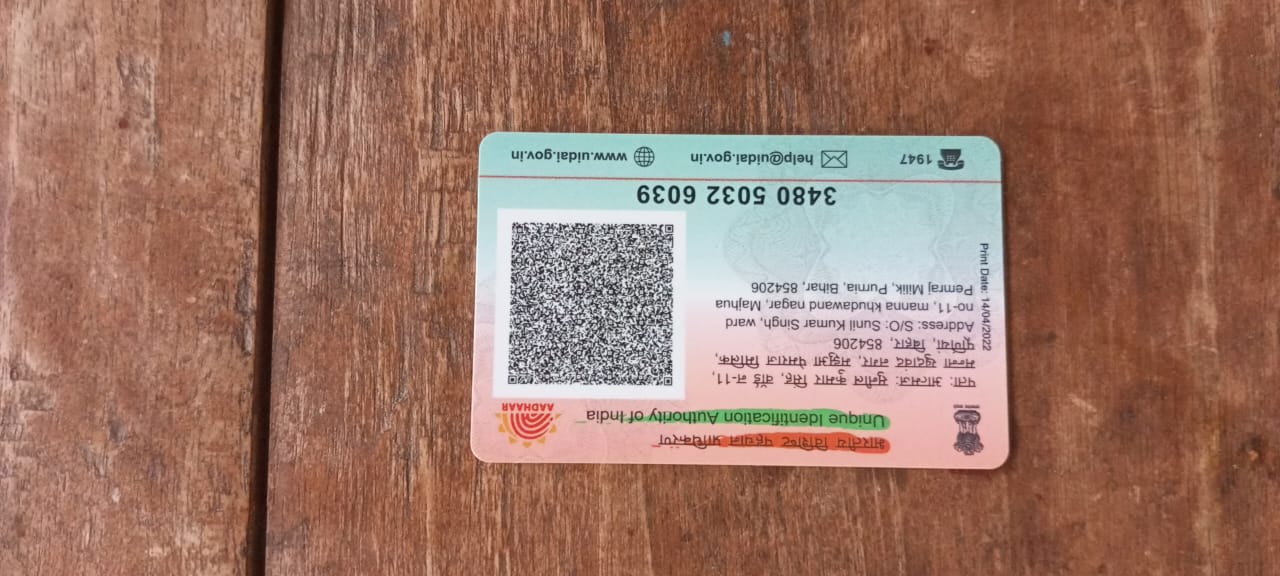 भारतीय विशिष्ट पहचान प्राधिकरण
Unique Identification Authority of India
AADHAAR
पता: आत्मज: सुनील कुमार सिंह, वॉर्ड न-11,
मन्ना खुदावंद नगर, मझुआ पेमराज मिलिक,
पूर्णिया, बिहार, 854206
Address: S/O: Sunil Kumar Singh, ward
no-11, manna khudawand nagar, Majhua
Pemraj Milik, Purnia, Bihar, 854206
Print Date: 14/04/2022
3480 5032 6039
1947
help@uidai.gov.in
www.uidai.gov.in